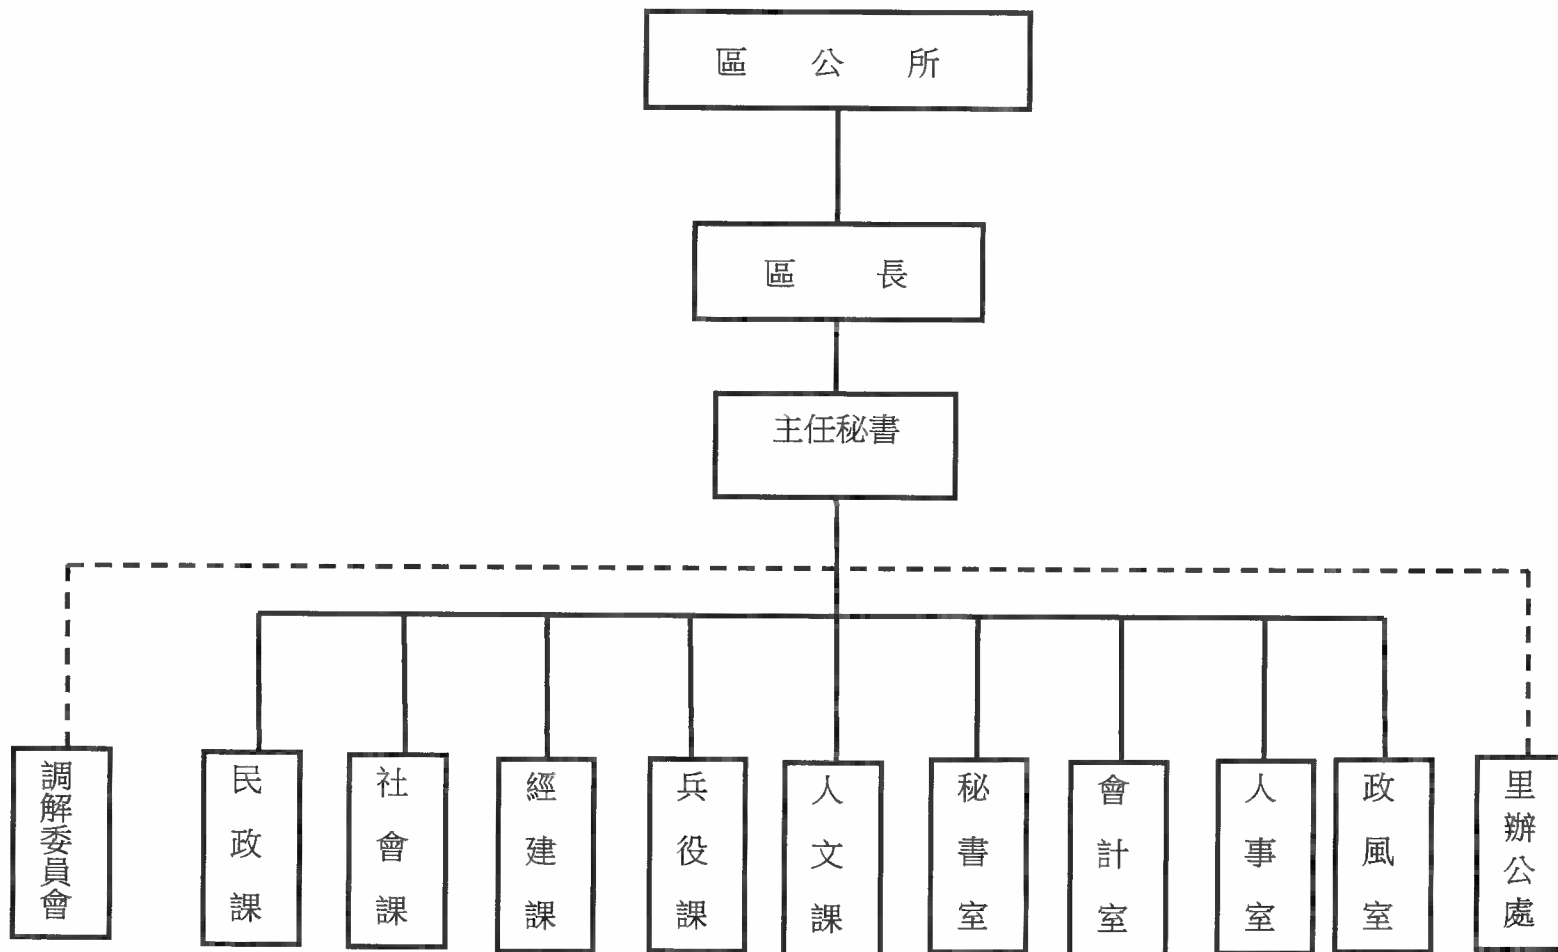 區公所
區長
主任秘書
調解委員會
民政課
社會課
經建課
兵役課
人文課
秘書室
會計室
人事室
政風室
里辦公處